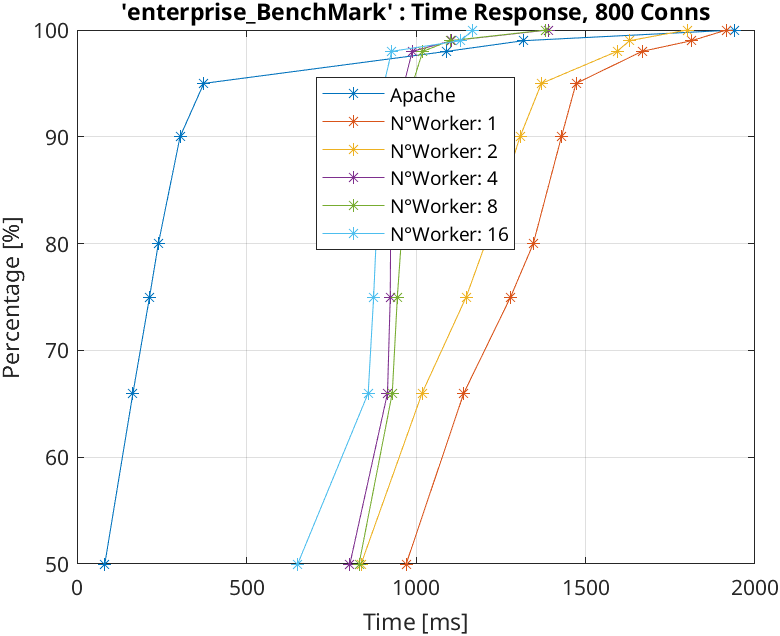 'enterprise_BenchMark' : Time Response, 800 Conns
100
90
80
70
60
50
Percentage [%]
Apache
N°Worker: 1
N°Worker: 2
N°Worker: 4
N°Worker: 8
N°Worker: 16
0
500
1000
1500
2000
Time [ms]